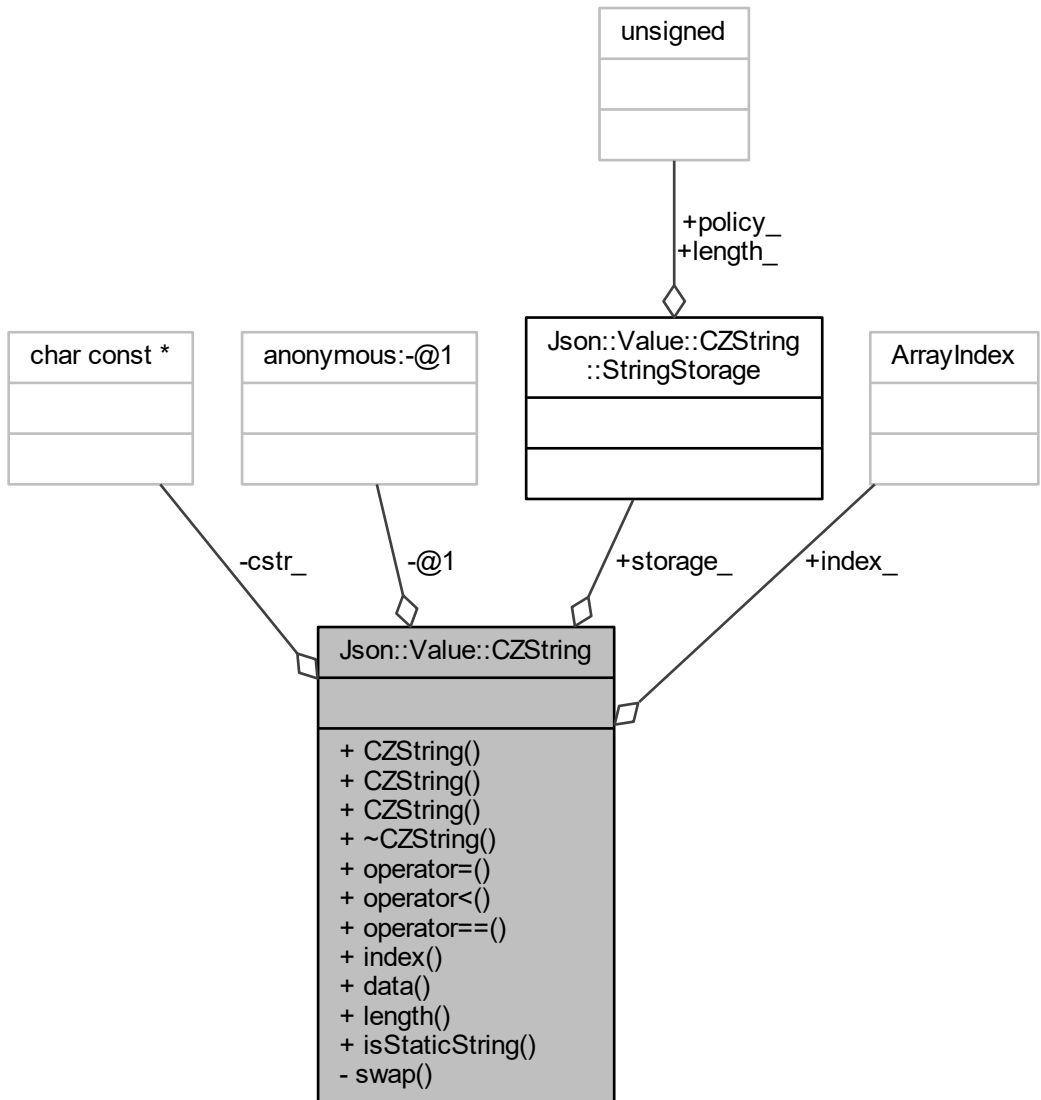 unsigned
+policy_
+length_
char const *
anonymous:-@1
Json::Value::CZString
::StringStorage
ArrayIndex
-cstr_
-@1
+storage_
+index_
Json::Value::CZString
+ CZString()
+ CZString()
+ CZString()
+ ~CZString()
+ operator=()
+ operator<()
+ operator==()
+ index()
+ data()
+ length()
+ isStaticString()
- swap()